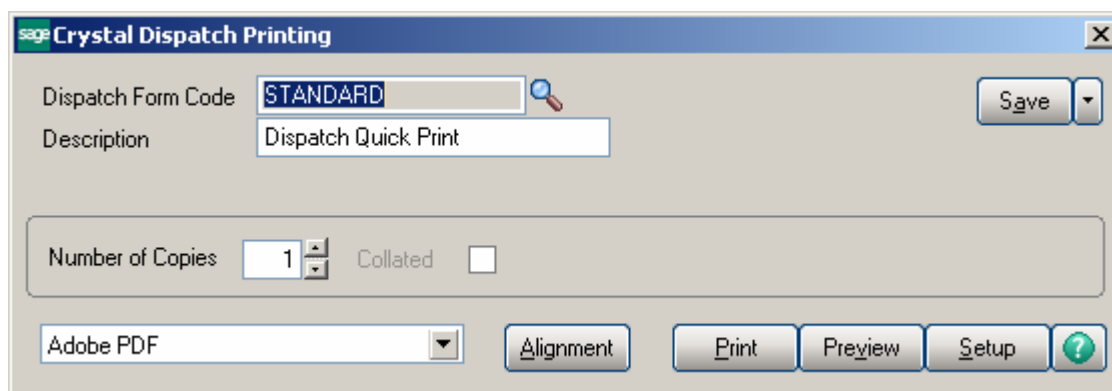 sage Crystal Dispatch Printing
Dispatch Form Code STANDARD Save
Description Dispatch Quick Print
Number of Copies 1 Collated
Adobe PDF Alignment Print Preview Setup ?